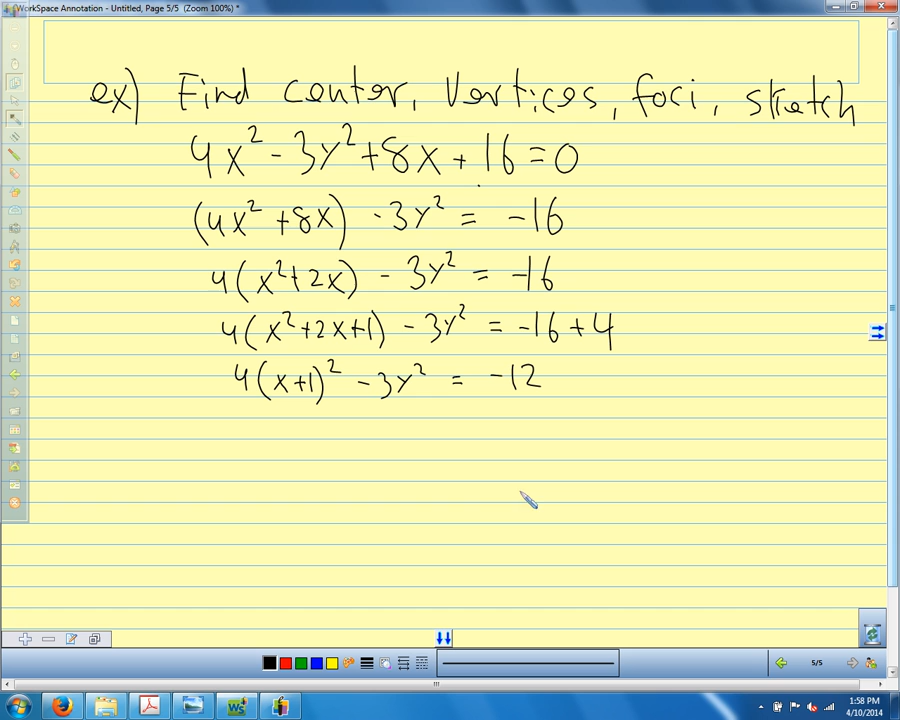 WorkSpace Annotation - Untitled, Page 5/5 (Zoom 100%) *
ex) Find center, vertices, foci, sketch
4x² - 3y² + 8x + 16 = 0
(4x² + 8x) - 3y² = -16
4(x² + 2x) - 3y² = -16
4(x² + 2x + 1) - 3y² = -16 + 4
4(x + 1)² - 3y² = -12
5/5
1:58 PM
4/10/2014